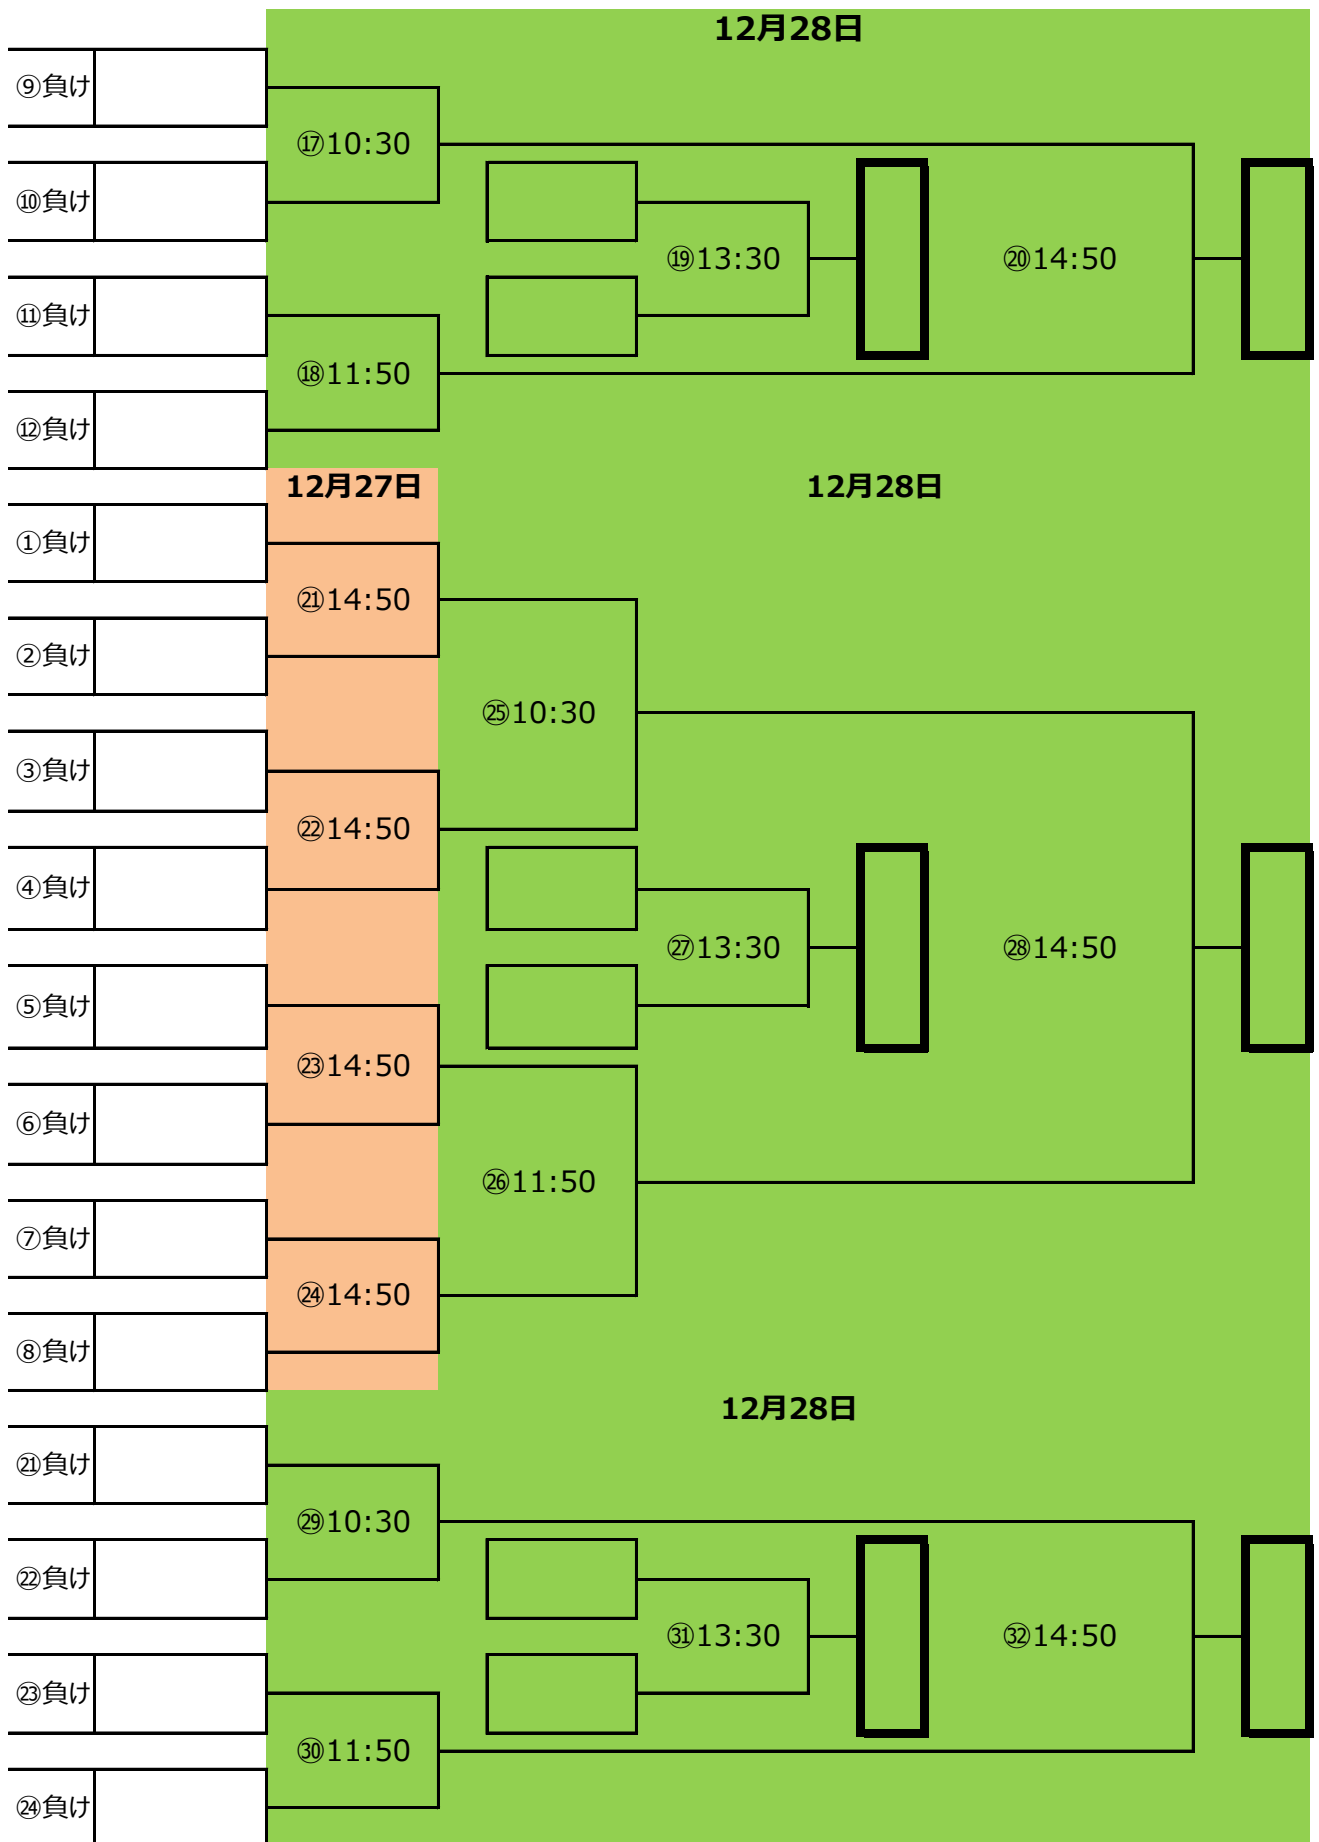 12月28日
⑨負け
⑰10:30
⑩負け
⑲13:30
⑳14:50
⑪負け
⑱11:50
⑫負け
12月27日
12月28日
①負け
㉑14:50
②負け
㉕10:30
③負け
㉒14:50
④負け
㉗13:30
㉘14:50
⑤負け
㉓14:50
⑥負け
㉖11:50
⑦負け
㉔14:50
⑧負け
12月28日
㉑負け
㉙10:30
㉒負け
㉛13:30
㉜14:50
㉓負け
㉚11:50
㉔負け